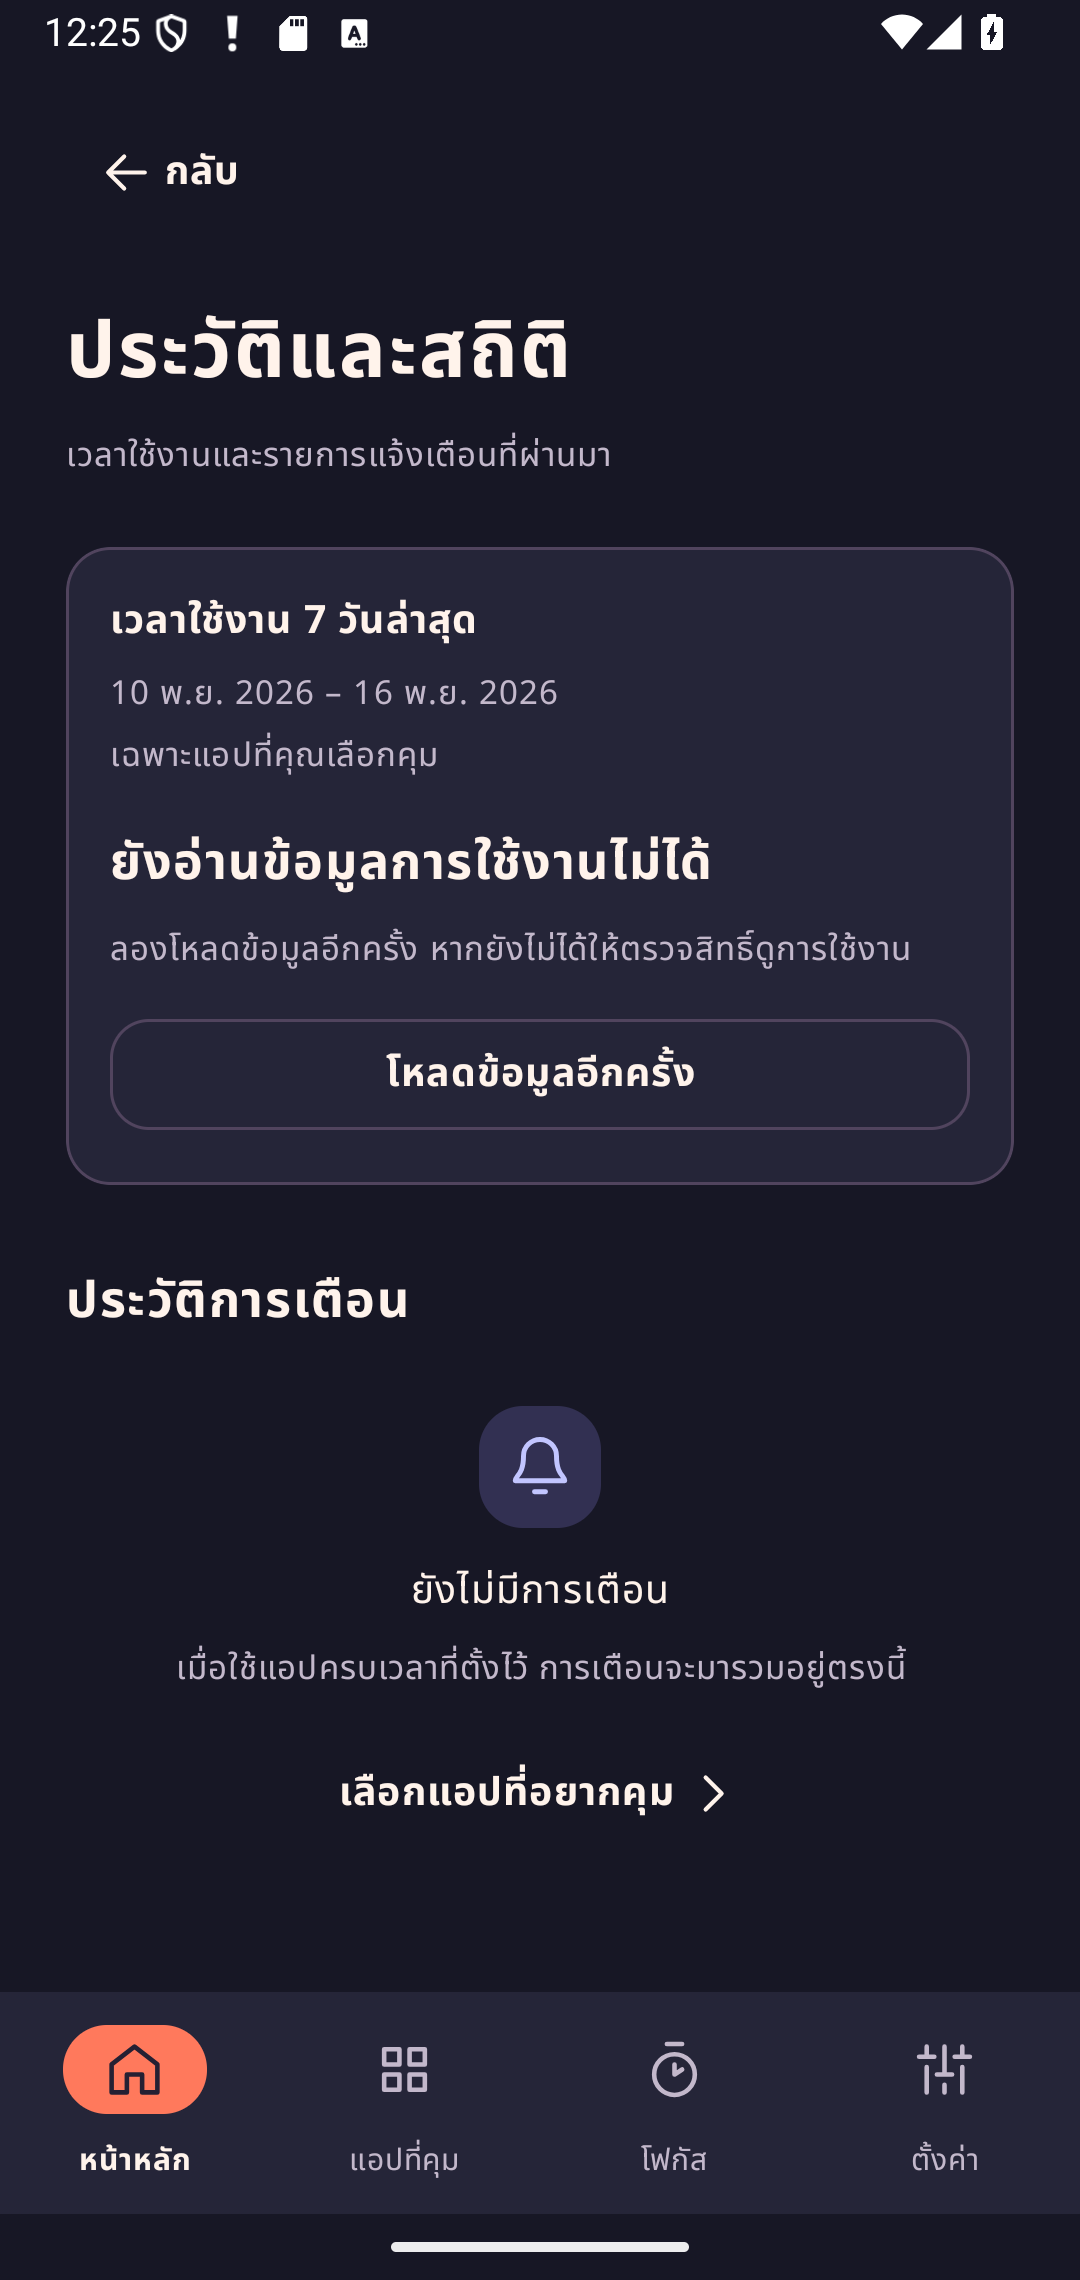 12:25
กลับ
ประวัติและสถิติ
เวลาใช้งานและรายการแจ้งเตือนที่ผ่านมา
เวลาใช้งาน 7 วันล่าสุด
10 พ.ย. 2026 – 16 พ.ย. 2026
เฉพาะแอปที่คุณเลือกคุม
ยังอ่านข้อมูลการใช้งานไม่ได้
ลองโหลดข้อมูลอีกครั้ง หากยังไม่ได้ให้ตรวจสิทธิ์ดูการใช้งาน
โหลดข้อมูลอีกครั้ง
ประวัติการเตือน
ยังไม่มีการเตือน
เมื่อใช้แอปครบเวลาที่ตั้งไว้ การเตือนจะมารวมอยู่ตรงนี้
เลือกแอปที่อยากคุม
หน้าหลัก
แอปที่คุม
โฟกัส
ตั้งค่า